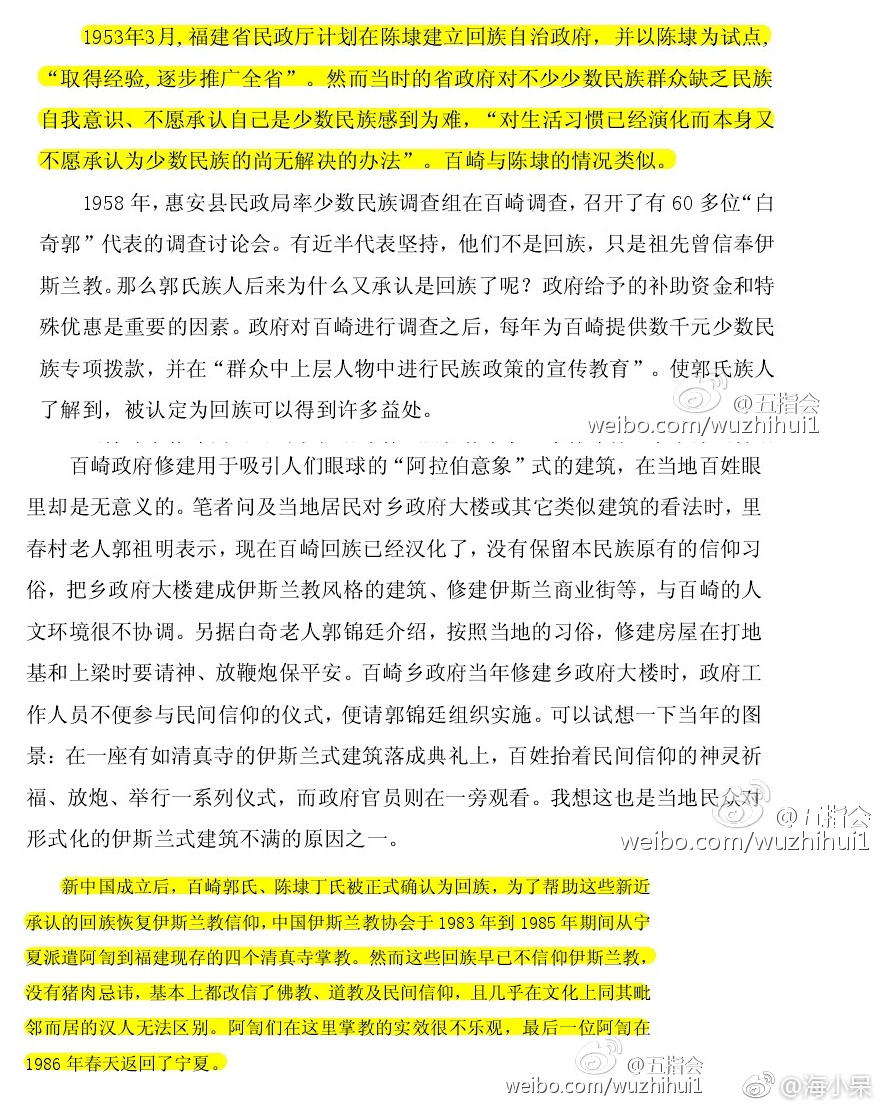 1953年3月,福建省民政厅计划在陈埭建立回族自治政府，并以陈埭为试点,
“取得经验,逐步推广全省”。然而当时的省政府对不少少数民族群众缺乏民族
自我意识、不愿承认自己是少数民族感到为难，“对生活习惯已经演化而本身又
不愿承认为少数民族的尚无解决的办法”。百崎与陈埭的情况类似。
1958 年，惠安县民政局率少数民族调查组在百崎调查，召开了有 60 多位“白
奇郭”代表的调查讨论会。有近半代表坚持，他们不是回族，只是祖先曾信奉伊
斯兰教。那么郭氏族人后来为什么又承认是回族了呢？政府给予的补助资金和特
殊优惠是重要的因素。政府对百崎进行调查之后，每年为百崎提供数千元少数民
族专项拨款，并在“群众中上层人物中进行民族政策的宣传教育”。使郭氏族人
了解到，被认定为回族可以得到许多益处。
@五指会
weibo.com/wuzhihui1
百崎政府修建用于吸引人们眼球的“阿拉伯意象”式的建筑，在当地百姓眼
里却是无意义的。笔者问及当地居民对乡政府大楼或其它类似建筑的看法时，里
春村老人郭祖明表示，现在百崎回族已经汉化了，没有保留本民族原有的信仰习
俗，把乡政府大楼建成伊斯兰教风格的建筑、修建伊斯兰商业街等，与百崎的人
文环境很不协调。另据白奇老人郭锦廷介绍，按照当地的习俗，修建房屋在打地
基和上梁时要请神、放鞭炮保平安。百崎乡政府当年修建乡政府大楼时，政府工
作人员不便参与民间信仰的仪式，便请郭锦廷组织实施。可以试想一下当年的图
景：在一座有如清真寺的伊斯兰式建筑落成典礼上，百姓抬着民间信仰的神灵祈
福、放炮、举行一系列仪式，而政府官员则在一旁观看。我想这也是当地民众对
形式化的伊斯兰式建筑不满的原因之一。
@五指会
weibo.com/wuzhihui1
新中国成立后，百崎郭氏、陈埭丁氏被正式确认为回族，为了帮助这些新近
承认的回族恢复伊斯兰教信仰，中国伊斯兰教协会于 1983 年到 1985 年期间从宁
夏派遣阿訇到福建现存的四个清真寺掌教。然而这些回族早已不信仰伊斯兰教，
没有猪肉忌讳，基本上都改信了佛教、道教及民间信仰，且几乎在文化上同其毗
邻而居的汉人无法区别。阿訇们在这里掌教的实效很不乐观，最后一位阿訇在
1986 年春天返回了宁夏。
@五指会
weibo.com/wuzhihui1
@海小呆